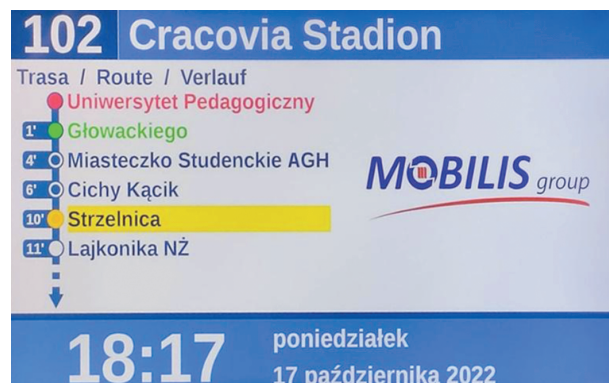 102 Cracovia Stadion
Trasa / Route / Verlauf
Uniwersytet Pedagogiczny
1' Głowackiego
4' Miasteczko Studenckie AGH
6' Cichy Kącik
10' Strzelnica
11' Lajkonika NŻ
MOBILIS group
18:17
poniedziałek
17 października 2022